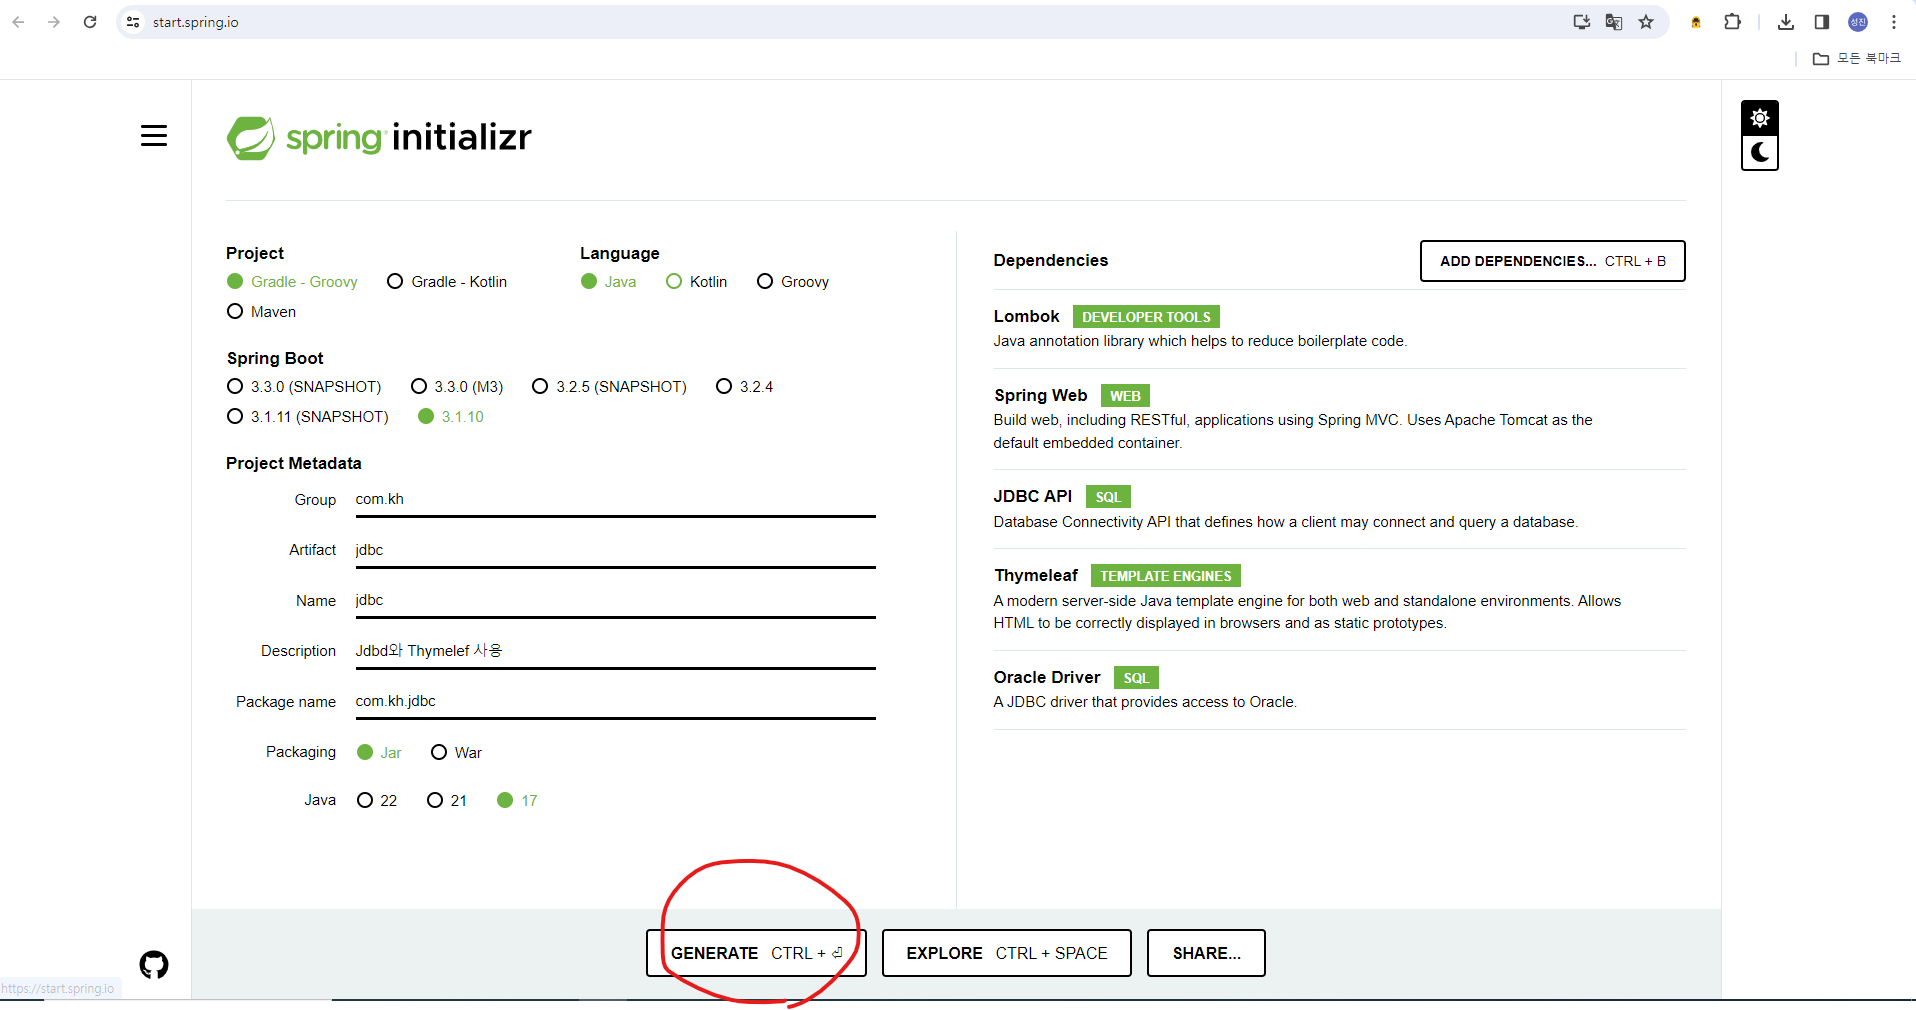 start.spring.io
성진
모든 북마크
spring initializr
Project
Gradle - Groovy
Gradle - Kotlin
Maven
Language
Java
Kotlin
Groovy
Spring Boot
3.3.0 (SNAPSHOT)
3.3.0 (M3)
3.2.5 (SNAPSHOT)
3.2.4
3.1.11 (SNAPSHOT)
3.1.10
Project Metadata
Group com.kh
Artifact jdbc
Name jdbc
Description Jdbd와 Thymelef 사용
Package name com.kh.jdbc
Packaging Jar War
Java 22 21 17
Dependencies
ADD DEPENDENCIES... CTRL + B
Lombok DEVELOPER TOOLS
Java annotation library which helps to reduce boilerplate code.
Spring Web WEB
Build web, including RESTful, applications using Spring MVC. Uses Apache Tomcat as the
default embedded container.
JDBC API SQL
Database Connectivity API that defines how a client may connect and query a database.
Thymeleaf TEMPLATE ENGINES
A modern server-side Java template engine for both web and standalone environments. Allows
HTML to be correctly displayed in browsers and as static prototypes.
Oracle Driver SQL
A JDBC driver that provides access to Oracle.
GENERATE CTRL + ⏎
EXPLORE CTRL + SPACE
SHARE...
https://start.spring.io